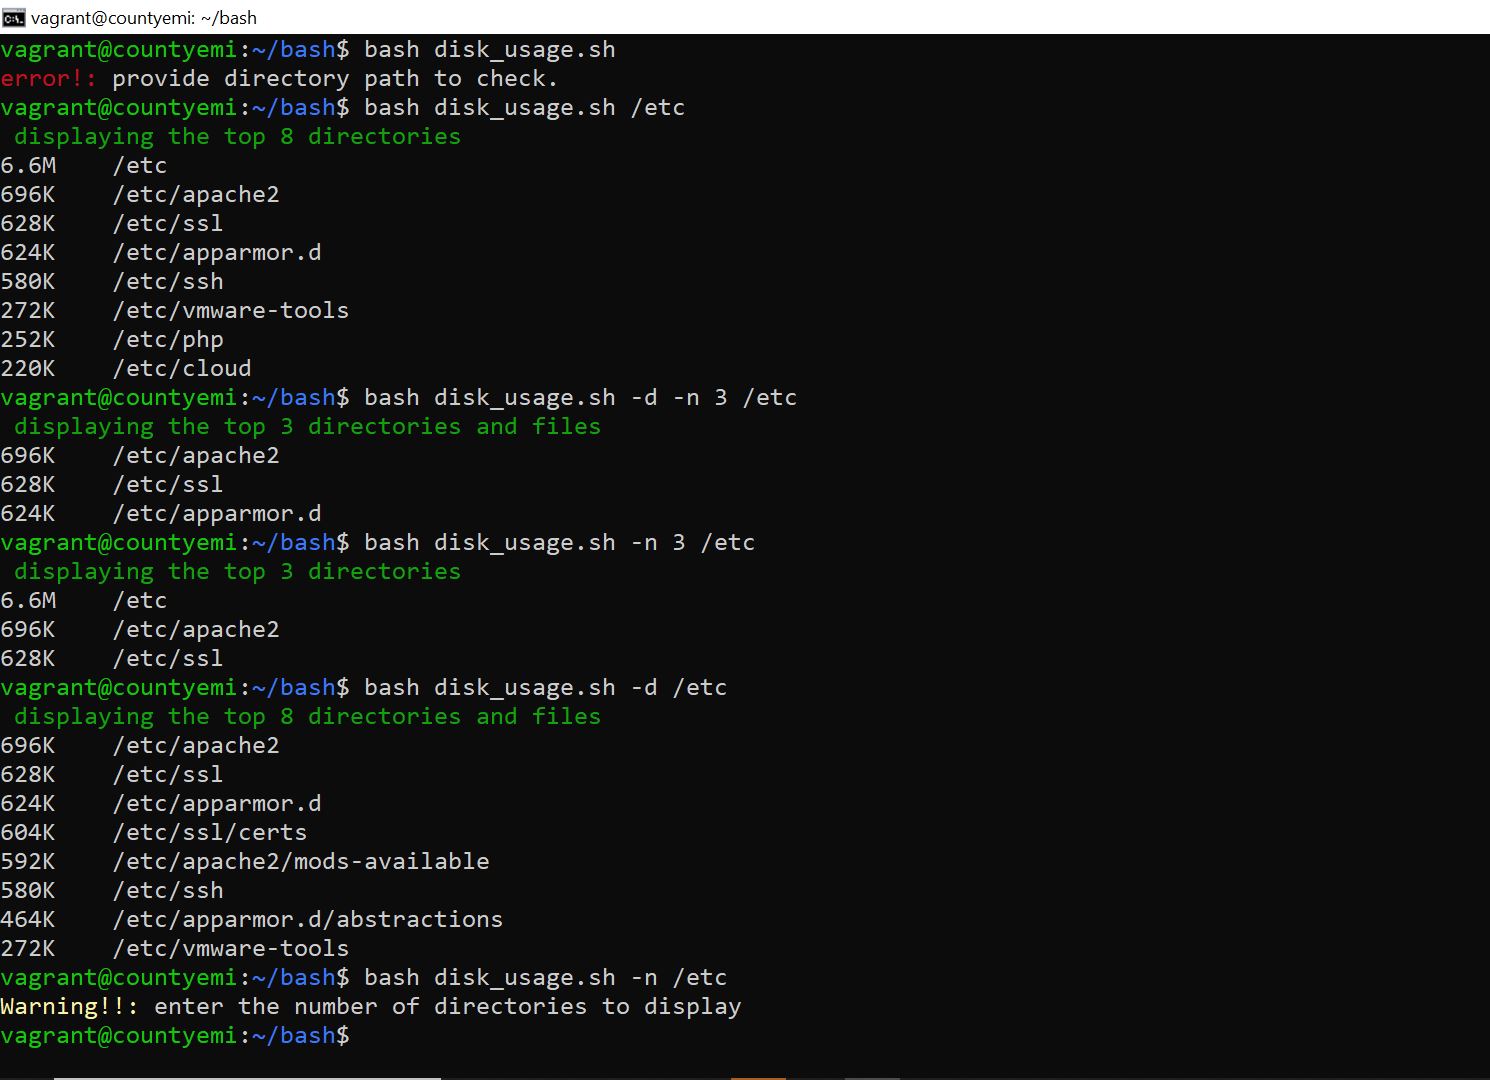 vagrant@countyemi: ~/bash
vagrant@countyemi:~/bash$ bash disk_usage.sh
error!: provide directory path to check.
vagrant@countyemi:~/bash$ bash disk_usage.sh /etc
 displaying the top 8 directories
6.6M    /etc
696K    /etc/apache2
628K    /etc/ssl
624K    /etc/apparmor.d
580K    /etc/ssh
272K    /etc/vmware-tools
252K    /etc/php
220K    /etc/cloud
vagrant@countyemi:~/bash$ bash disk_usage.sh -d -n 3 /etc
 displaying the top 3 directories and files
696K    /etc/apache2
628K    /etc/ssl
624K    /etc/apparmor.d
vagrant@countyemi:~/bash$ bash disk_usage.sh -n 3 /etc
 displaying the top 3 directories
6.6M    /etc
696K    /etc/apache2
628K    /etc/ssl
vagrant@countyemi:~/bash$ bash disk_usage.sh -d /etc
 displaying the top 8 directories and files
696K    /etc/apache2
628K    /etc/ssl
624K    /etc/apparmor.d
604K    /etc/ssl/certs
592K    /etc/apache2/mods-available
580K    /etc/ssh
464K    /etc/apparmor.d/abstractions
272K    /etc/vmware-tools
vagrant@countyemi:~/bash$ bash disk_usage.sh -n /etc
Warning!!: enter the number of directories to display
vagrant@countyemi:~/bash$